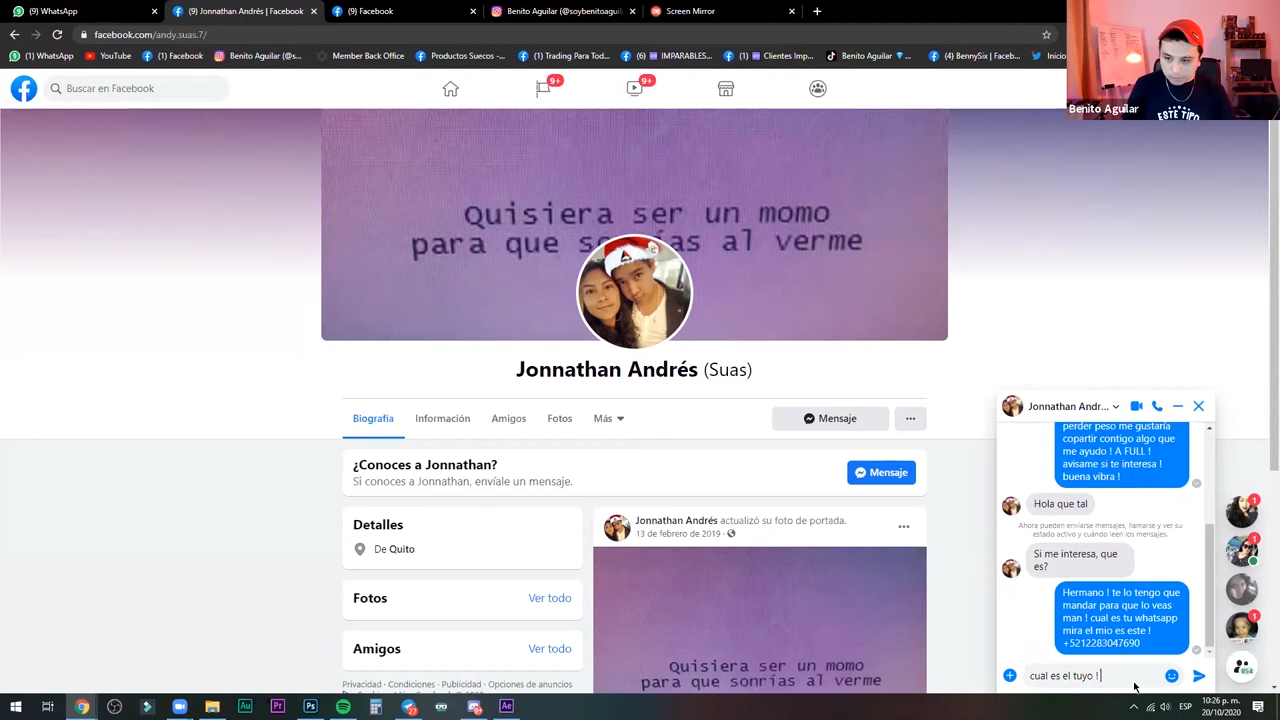 (9) WhatsApp
(9) Jonnathan Andrés | Facebook
(9) Facebook
Benito Aguilar (@soybenitoaguil
Screen Mirror
facebook.com/andy.suas.7/
(1) WhatsApp
YouTube
Facebook
Benito Aguilar (@s...
Member Back Office
Productos Suecos -...
(1) Trading Para Tod...
(6) IMPARABLES...
(1) Clientes Imp...
Benito Aguilar
(4) BennySix | Faceb...
Inicio
Benito Aguilar
ESTE TIPO
Buscar en Facebook
9+
9+
Quisiera ser un momo
para que sonrías al verme
Jonnathan Andrés (Suas)
Biografía
Información
Amigos
Fotos
Más
Mensaje
¿Conoces a Jonnathan?
Si conoces a Jonnathan, envíale un mensaje.
Mensaje
Detalles
De Quito
Fotos
Ver todo
Amigos
Ver todo
Privacidad · Condiciones · Publicidad · Opciones de anuncios
Jonnathan Andrés actualizó su foto de portada.
13 de febrero de 2019 ·
Quisiera ser un momo
para que sonrías al verme
Jonnathan Andr...
perder peso me gustaría
copartir contigo algo que
me ayudo ! A FULL !
avisame si te interesa !
buena vibra !
Hola que tal
Ahora pueden enviarse mensajes, llamarse y ver su
estado activo y cuándo leen los mensajes.
Si me interesa, que
es?
Hermano ! te lo tengo que
mandar para que lo veas
man ! cual es tu whatsapp
mira el mio es este !
+5212283047690
cual es el tuyo !
1
1
1
654
ESP
10:26 p. m.
20/10/2020